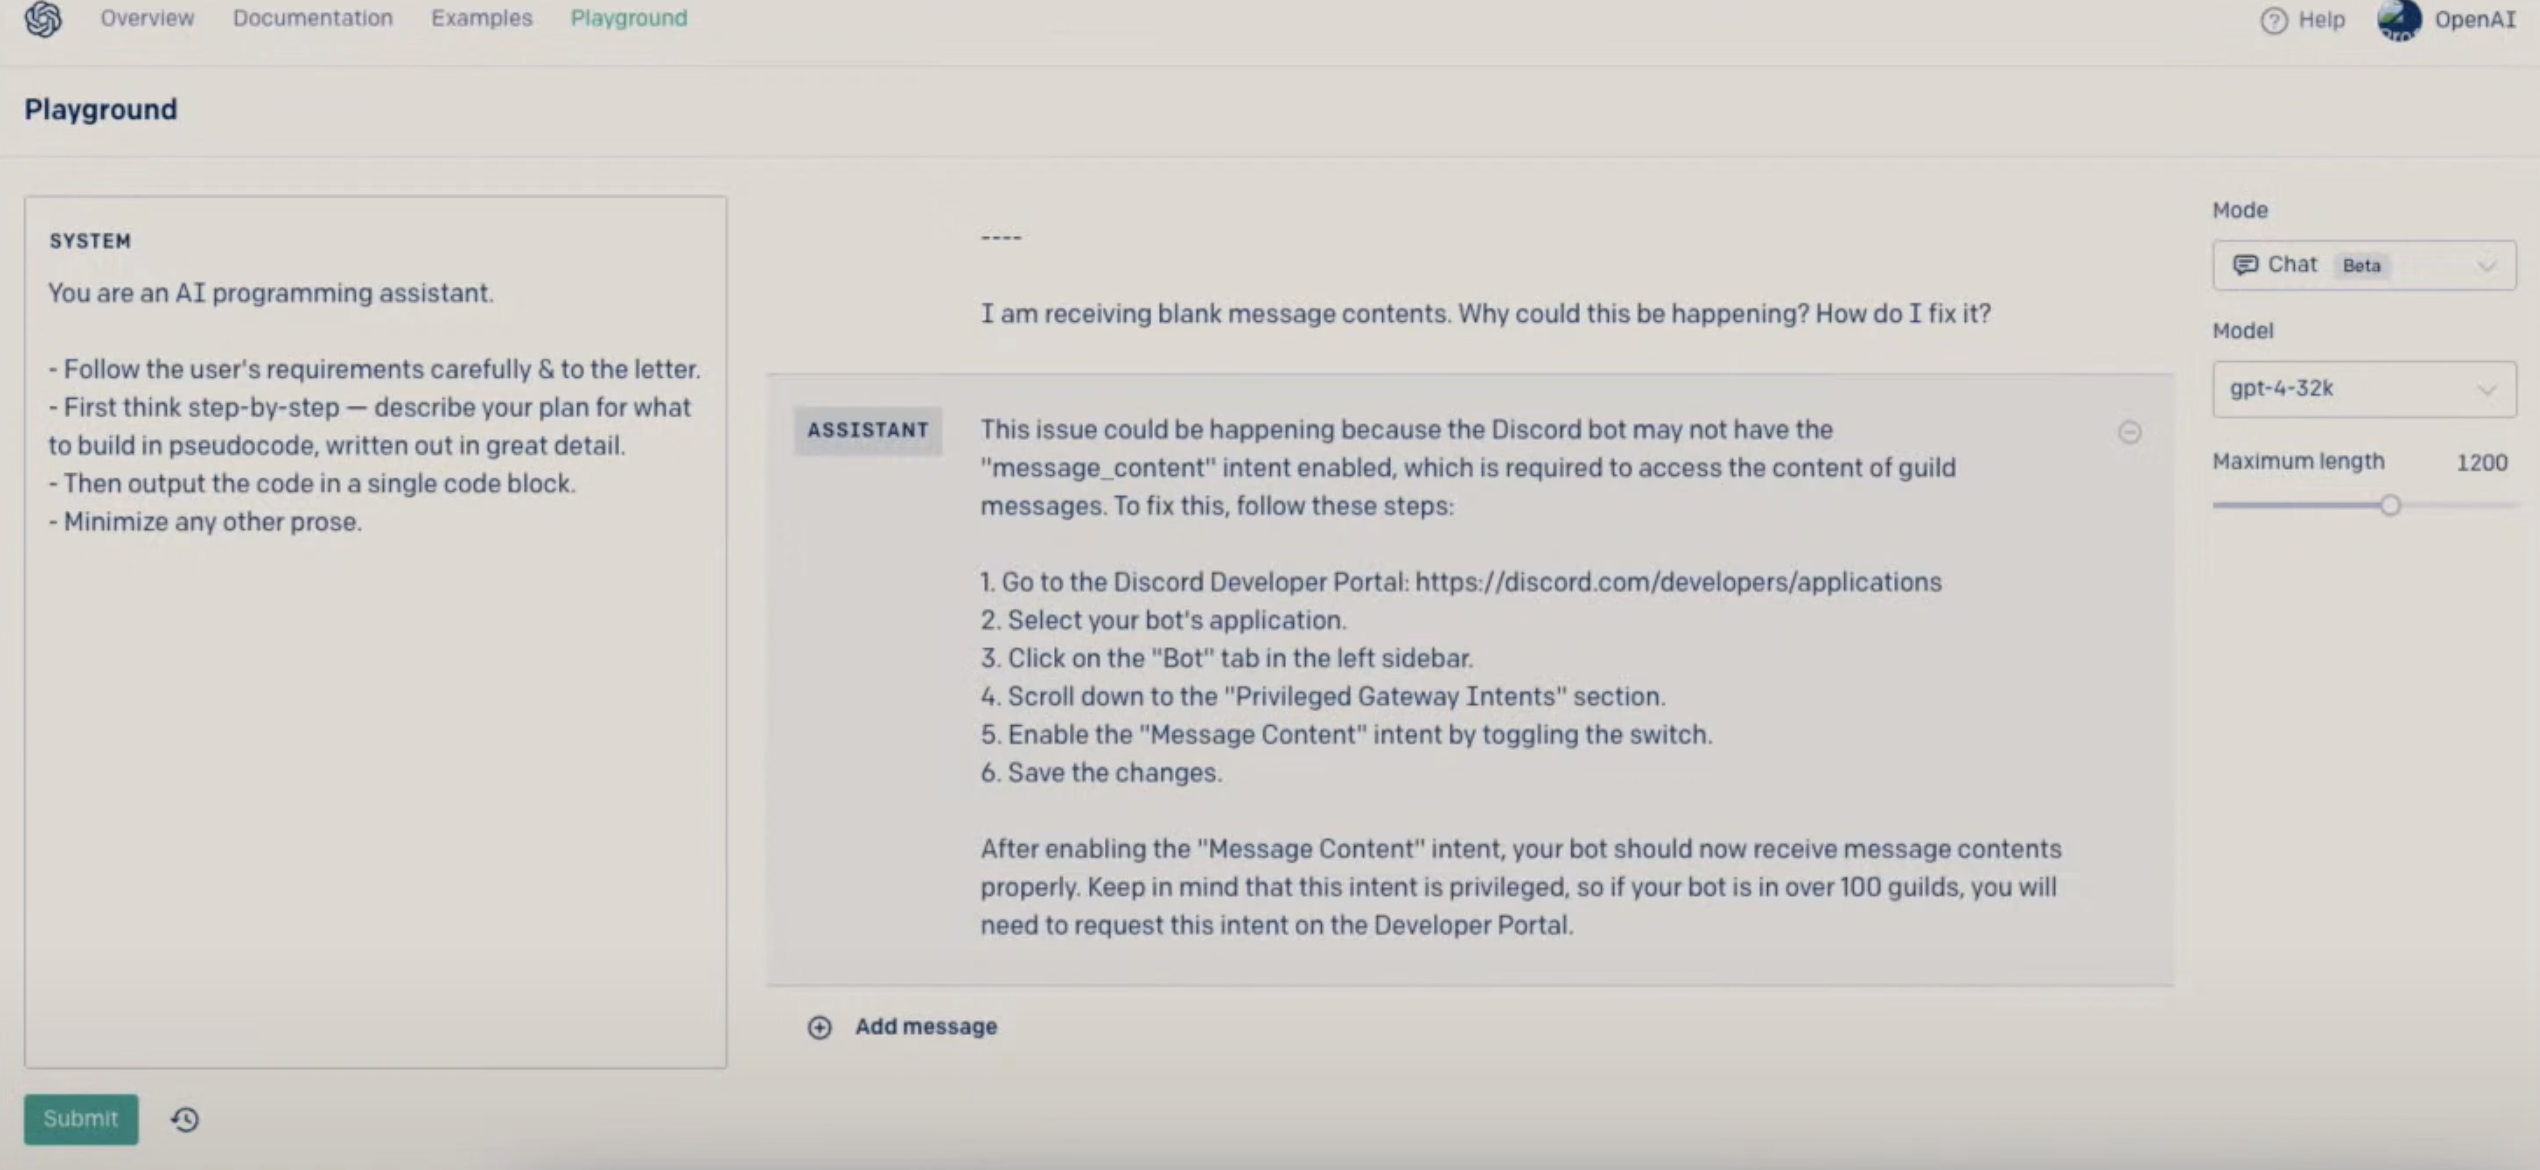 Overview Documentation Examples Playground
Help OpenAI
Playground
SYSTEM
You are an AI programming assistant.
- Follow the user's requirements carefully & to the letter.
- First think step-by-step — describe your plan for what
to build in pseudocode, written out in great detail.
- Then output the code in a single code block.
- Minimize any other prose.
----
I am receiving blank message contents. Why could this be happening? How do I fix it?
ASSISTANT
This issue could be happening because the Discord bot may not have the
"message_content" intent enabled, which is required to access the content of guild
messages. To fix this, follow these steps:
1. Go to the Discord Developer Portal: https://discord.com/developers/applications
2. Select your bot's application.
3. Click on the "Bot" tab in the left sidebar.
4. Scroll down to the "Privileged Gateway Intents" section.
5. Enable the "Message Content" intent by toggling the switch.
6. Save the changes.
After enabling the "Message Content" intent, your bot should now receive message contents
properly. Keep in mind that this intent is privileged, so if your bot is in over 100 guilds, you will
need to request this intent on the Developer Portal.
Add message
Mode
Chat Beta
Model
gpt-4-32k
Maximum length 1200
Submit